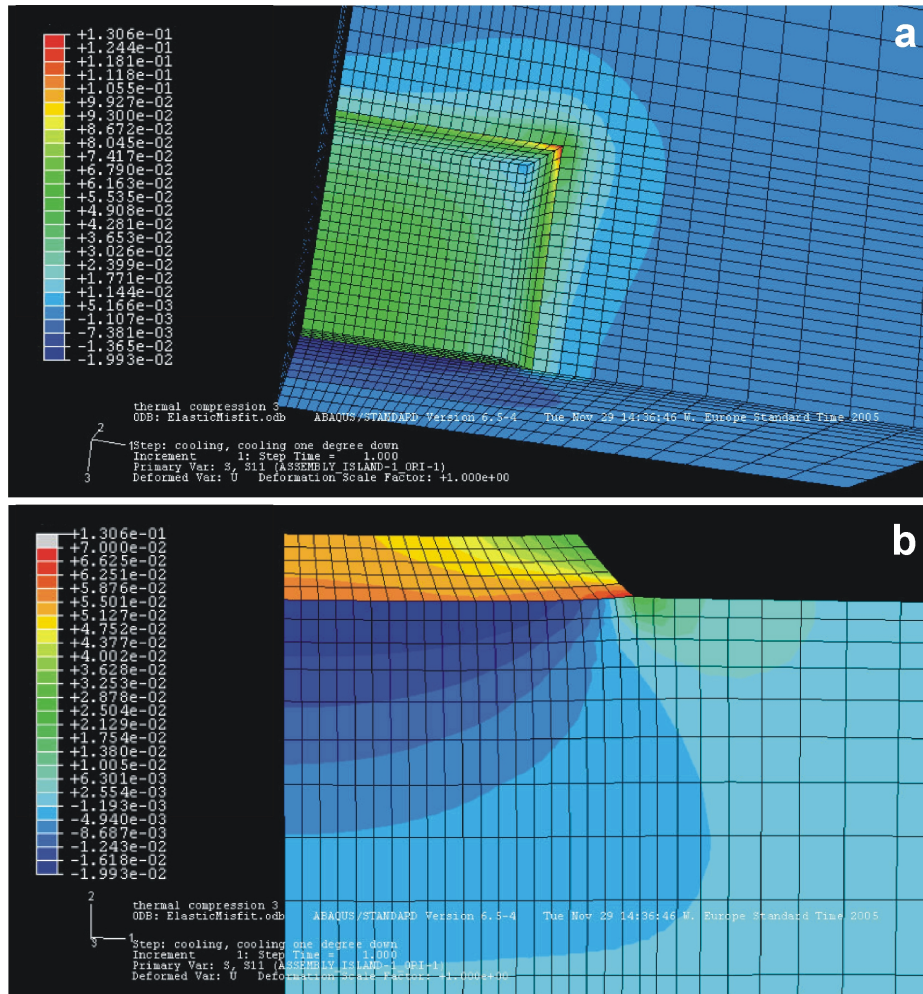 a
+1.306e-01
+1.244e-01
+1.181e-01
+1.118e-01
+1.055e-01
+9.927e-02
+9.300e-02
+8.672e-02
+8.045e-02
+7.417e-02
+6.790e-02
+6.163e-02
+5.535e-02
+4.908e-02
+4.281e-02
+3.653e-02
+3.026e-02
+2.399e-02
+1.771e-02
+1.144e-02
+5.166e-03
-1.107e-03
-7.381e-03
-1.365e-02
-1.993e-02
thermal compression 3
ODB: ElasticMisfit.odb ABAQUS/STANDARD Version 6.5-4 Tue Nov 29 14:36:46 W. Europe Standard Time 2005
2
1
3
Step: cooling, cooling one degree down
Increment 1: Step Time = 1.000
Primary Var: S, S11 (ASSEMBLY_ISLAND-1_ORI-1)
Deformed Var: U Deformation Scale Factor: +1.000e+00
b
+1.306e-01
+7.000e-02
+6.625e-02
+6.251e-02
+5.876e-02
+5.501e-02
+5.127e-02
+4.752e-02
+4.377e-02
+4.002e-02
+3.628e-02
+3.253e-02
+2.878e-02
+2.504e-02
+2.129e-02
+1.754e-02
+1.380e-02
+1.005e-02
+6.301e-03
+2.554e-03
-1.193e-03
-4.940e-03
-8.687e-03
-1.243e-02
-1.618e-02
-1.993e-02
thermal compression 3
ODB: ElasticMisfit.odb ABAQUS/STANDARD Version 6.5-4 Tue Nov 29 14:36:46 W. Europe Standard Time 2005
2
3
1
Step: cooling, cooling one degree down
Increment 1: Step Time = 1.000
Primary Var: S, S11 (ASSEMBLY_ISLAND-1_ORI-1)
Deformed Var: U Deformation Scale Factor: